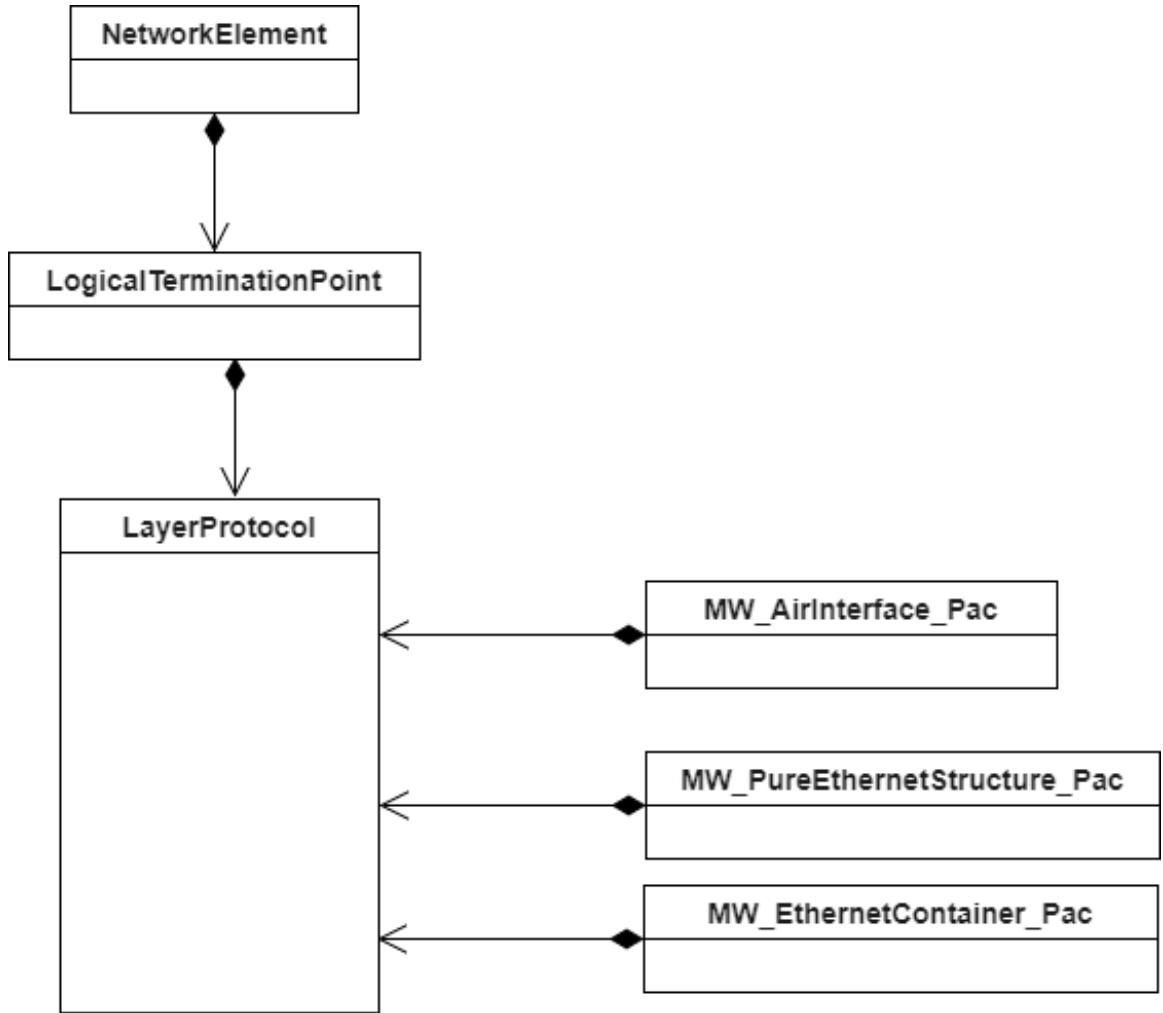 NetworkElement
LogicalTerminationPoint
LayerProtocol
MW_AirInterface_Pac
MW_PureEthernetStructure_Pac
MW_EthernetContainer_Pac